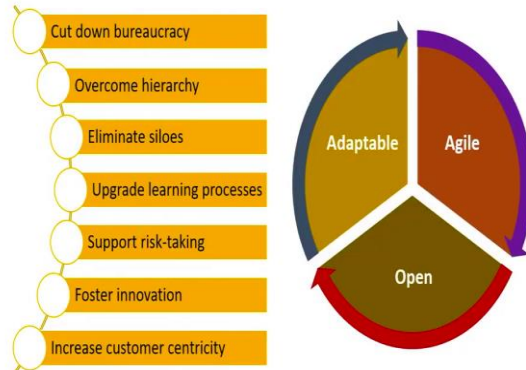 Cut down bureaucracy
Overcome hierarchy
Eliminate siloes
Upgrade learning processes
Support risk-taking
Foster innovation
Increase customer centricity
Adaptable
Agile
Open